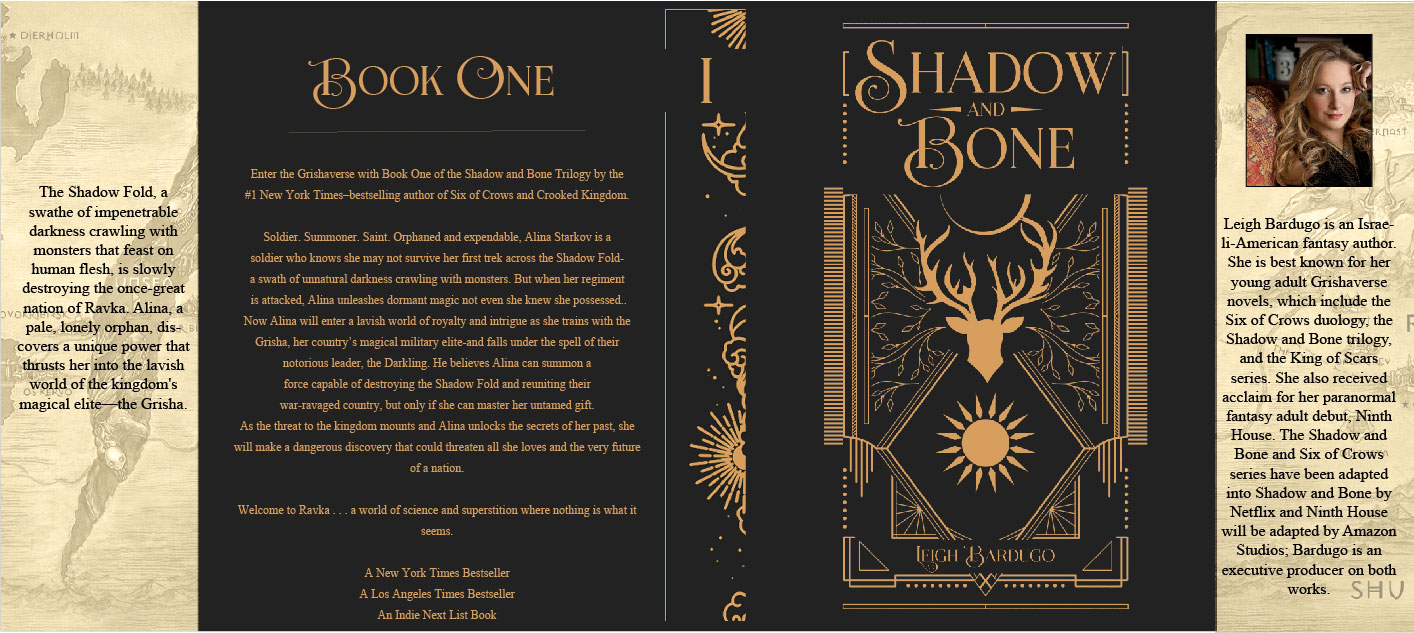 DJERHOLM
The Shadow Fold, a
swathe of impenetrable
darkness crawling with
monsters that feast on
human flesh, is slowly
destroying the once-great
nation of Ravka. Alina, a
pale, lonely orphan, dis-
covers a unique power that
thrusts her into the lavish
world of the kingdom's
magical elite—the Grisha.
BOOK ONE
Enter the Grishaverse with Book One of the Shadow and Bone Trilogy by the
#1 New York Times–bestselling author of Six of Crows and Crooked Kingdom.
Soldier. Summoner. Saint. Orphaned and expendable, Alina Starkov is a
soldier who knows she may not survive her first trek across the Shadow Fold-
a swath of unnatural darkness crawling with monsters. But when her regiment
is attacked, Alina unleashes dormant magic not even she knew she possessed..
Now Alina will enter a lavish world of royalty and intrigue as she trains with the
Grisha, her country's magical military elite-and falls under the spell of their
notorious leader, the Darkling. He believes Alina can summon a
force capable of destroying the Shadow Fold and reuniting their
war-ravaged country, but only if she can master her untamed gift.
As the threat to the kingdom mounts and Alina unlocks the secrets of her past, she
will make a dangerous discovery that could threaten all she loves and the very future
of a nation.
Welcome to Ravka . . . a world of science and superstition where nothing is what it
seems.
A New York Times Bestseller
A Los Angeles Times Bestseller
An Indie Next List Book
I
SHADOW
AND
BONE
LEIGH BARDUGO
3
Leigh Bardugo is an Israe-
li-American fantasy author.
She is best known for her
young adult Grishaverse
novels, which include the
Six of Crows duology, the
Shadow and Bone trilogy,
and the King of Scars
series. She also received
acclaim for her paranormal
fantasy adult debut, Ninth
House. The Shadow and
Bone and Six of Crows
series have been adapted
into Shadow and Bone by
Netflix and Ninth House
will be adapted by Amazon
Studios; Bardugo is an
executive producer on both
works.
SHU